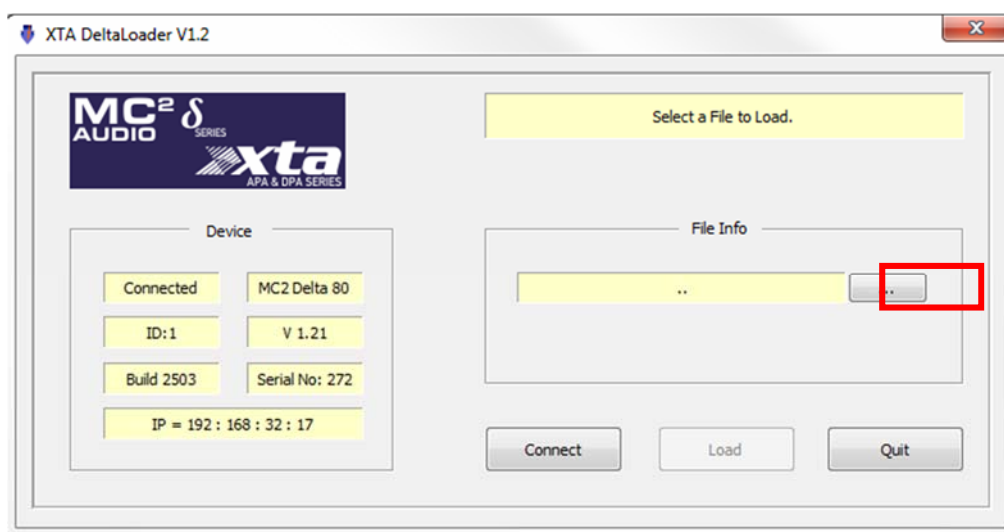 XTA DeltaLoader V1.2
MC² δ
AUDIO SERIES
xta
APA & DPA SERIES
Select a File to Load.
Device
Connected MC2 Delta 80
ID:1 V 1.21
Build 2503 Serial No: 272
IP = 192 : 168 : 32 : 17
File Info
.. ..
Connect Load Quit